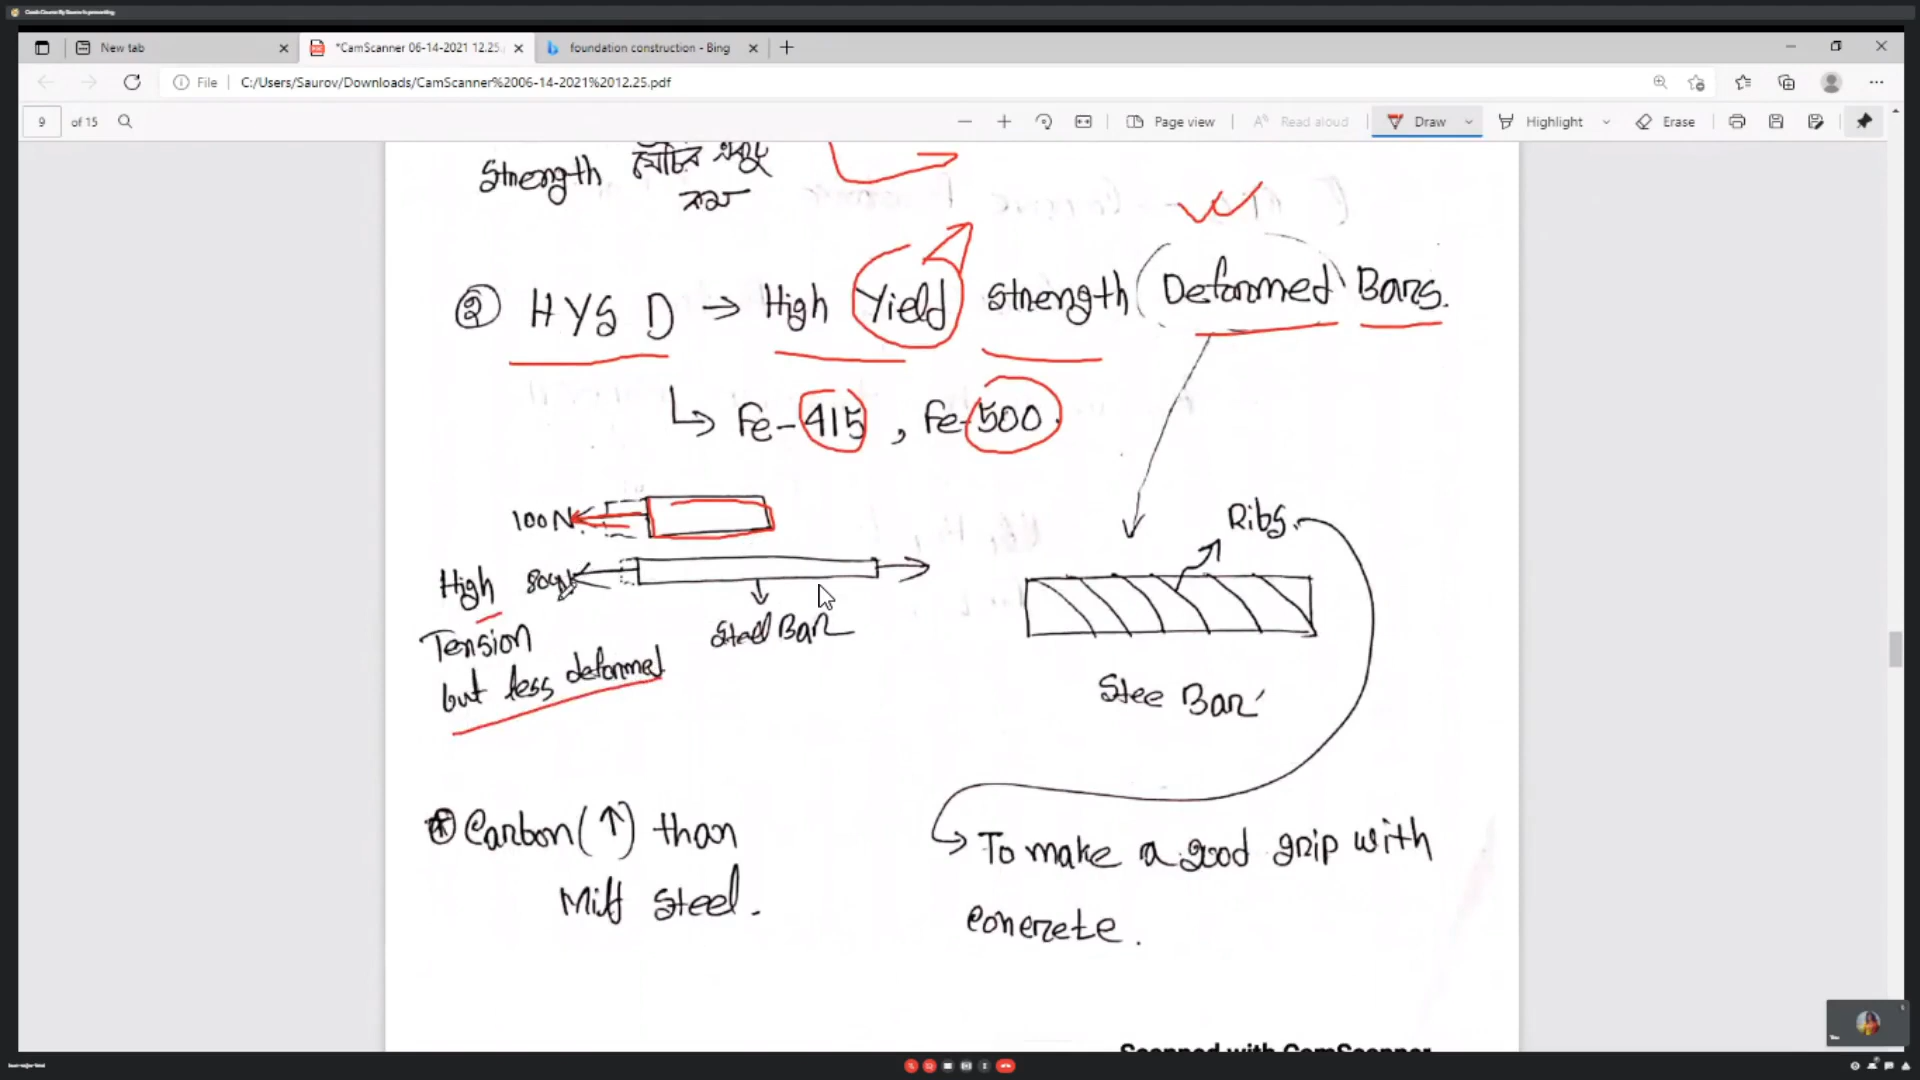 New tab
*CamScanner 06-14-2021 12.25.
foundation construction - Bing
File
C:/Users/Saurov/Downloads/CamScanner%2006-14-2021%2012.25.pdf
9 of 15
Page view
Read aloud
Draw
Highlight
Erase
Strength
② HYSD → High Yield Strength Deformed Bars.
Fe-415, Fe-500.
100N
Ribs
High
Tension
but less deformed
Steel Bar
Stee Bar
Carbon(↑) than
Steel.
To make a good grip with
concrete.
Scanned with CamScanner